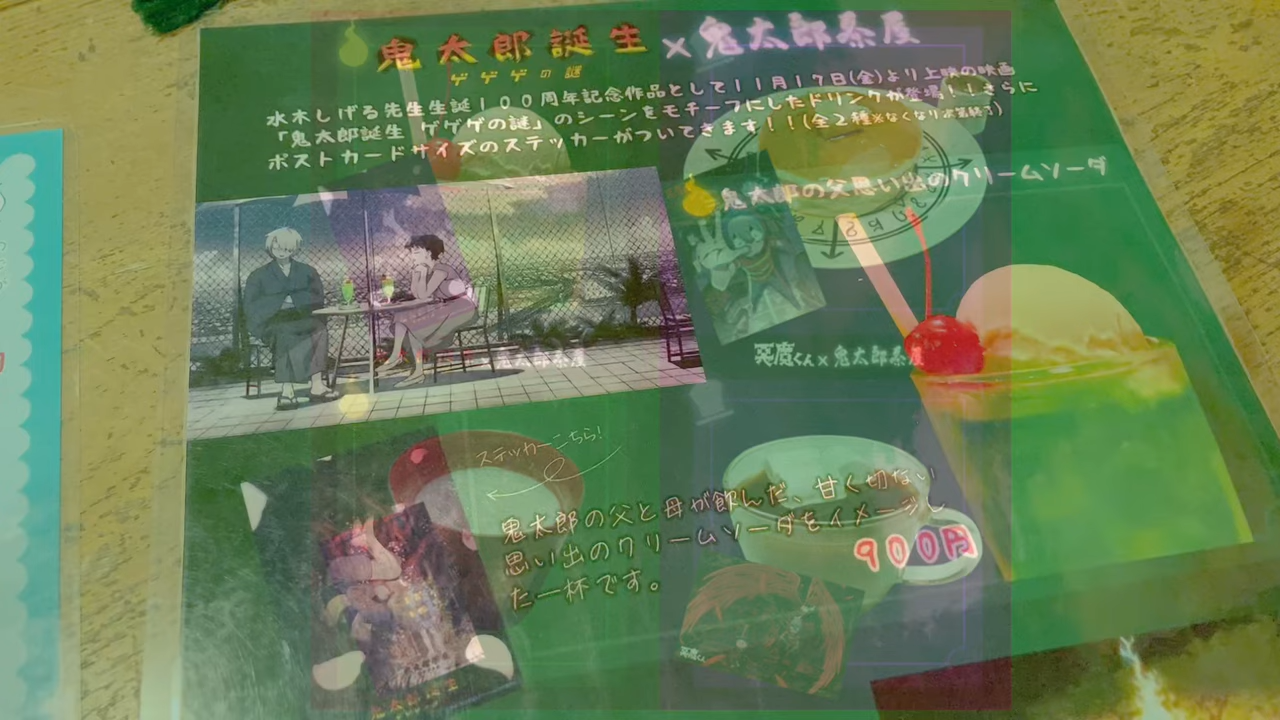 鬼太郎誕生×鬼太郎茶屋
ゲゲゲの謎
水木しげる先生生誕100周年記念作品として11月17日(金)より上映の映画
「鬼太郎誕生 ゲゲゲの謎」のシーンをモチーフにしたドリンクが登場!!さらに
ポストカードサイズのステッカーがついてきます!!(全2種※なくなり次第終了)
鬼太郎の父思い出のクリームソーダ
悪魔くん×鬼太郎茶屋
ステッカーこちら!
鬼太郎の父と母が飲んだ、甘く切ない
思い出のクリームソーダをイメージし
た一杯です。
900円